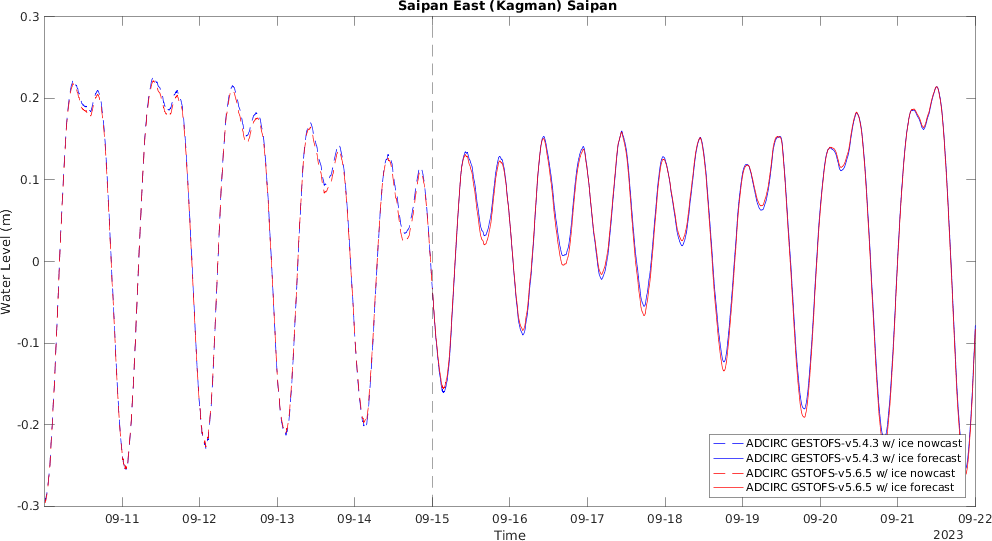 Saipan East (Kagman) Saipan
0.3
0.2
0.1
0
-0.1
-0.2
-0.3
Water Level (m)
09-11
09-12
09-13
09-14
09-15
09-16
09-17
09-18
09-19
09-20
09-21
09-22
Time
2023
ADCIRC GESTOFS-v5.4.3 w/ ice nowcast
ADCIRC GESTOFS-v5.4.3 w/ ice forecast
ADCIRC GSTOFS-v5.6.5 w/ ice nowcast
ADCIRC GSTOFS-v5.6.5 w/ ice forecast